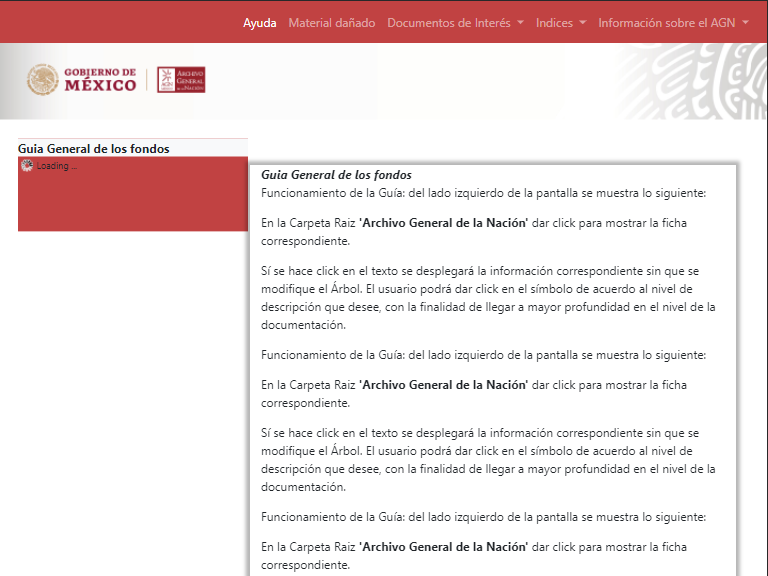 Ayuda Material dañado Documentos de Interés Indices Información sobre el AGN
GOBIERNO DE
MÉXICO
AGN
ARCHIVO
GENERAL
DE LA NACIÓN
Guia General de los fondos
Loading ...
Guia General de los fondos
Funcionamiento de la Guía: del lado izquierdo de la pantalla se muestra lo siguiente:
En la Carpeta Raiz 'Archivo General de la Nación' dar click para mostrar la ficha
correspondiente.
Sí se hace click en el texto se desplegará la información correspondiente sin que se
modifique el Árbol. El usuario podrá dar click en el símbolo de acuerdo al nivel de
descripción que desee, con la finalidad de llegar a mayor profundidad en el nivel de la
documentación.
Funcionamiento de la Guía: del lado izquierdo de la pantalla se muestra lo siguiente:
En la Carpeta Raiz 'Archivo General de la Nación' dar click para mostrar la ficha
correspondiente.
Sí se hace click en el texto se desplegará la información correspondiente sin que se
modifique el Árbol. El usuario podrá dar click en el símbolo de acuerdo al nivel de
descripción que desee, con la finalidad de llegar a mayor profundidad en el nivel de la
documentación.
Funcionamiento de la Guía: del lado izquierdo de la pantalla se muestra lo siguiente:
En la Carpeta Raiz 'Archivo General de la Nación' dar click para mostrar la ficha
correspondiente.